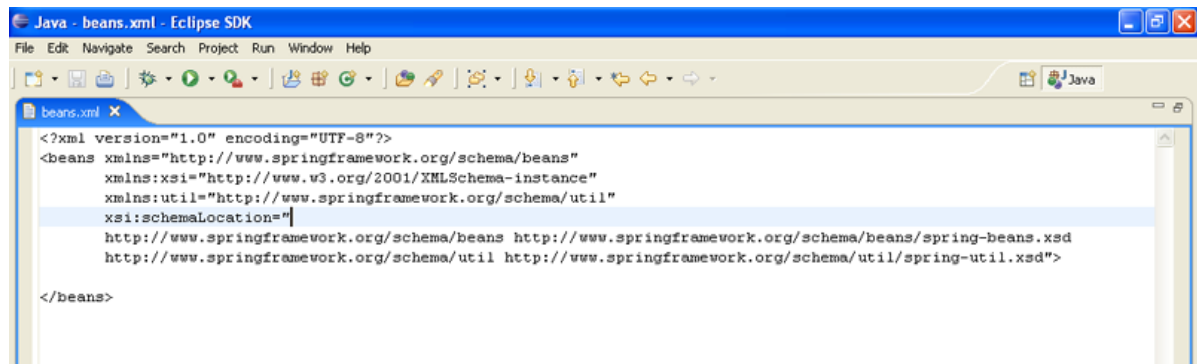 Java - beans.xml - Eclipse SDK
File Edit Navigate Search Project Run Window Help
Java
beans.xml
<?xml version="1.0" encoding="UTF-8"?>
<beans xmlns="http://www.springframework.org/schema/beans"
xmlns:xsi="http://www.w3.org/2001/XMLSchema-instance"
xmlns:util="http://www.springframework.org/schema/util"
xsi:schemaLocation="
http://www.springframework.org/schema/beans http://www.springframework.org/schema/beans/spring-beans.xsd
http://www.springframework.org/schema/util http://www.springframework.org/schema/util/spring-util.xsd">
</beans>